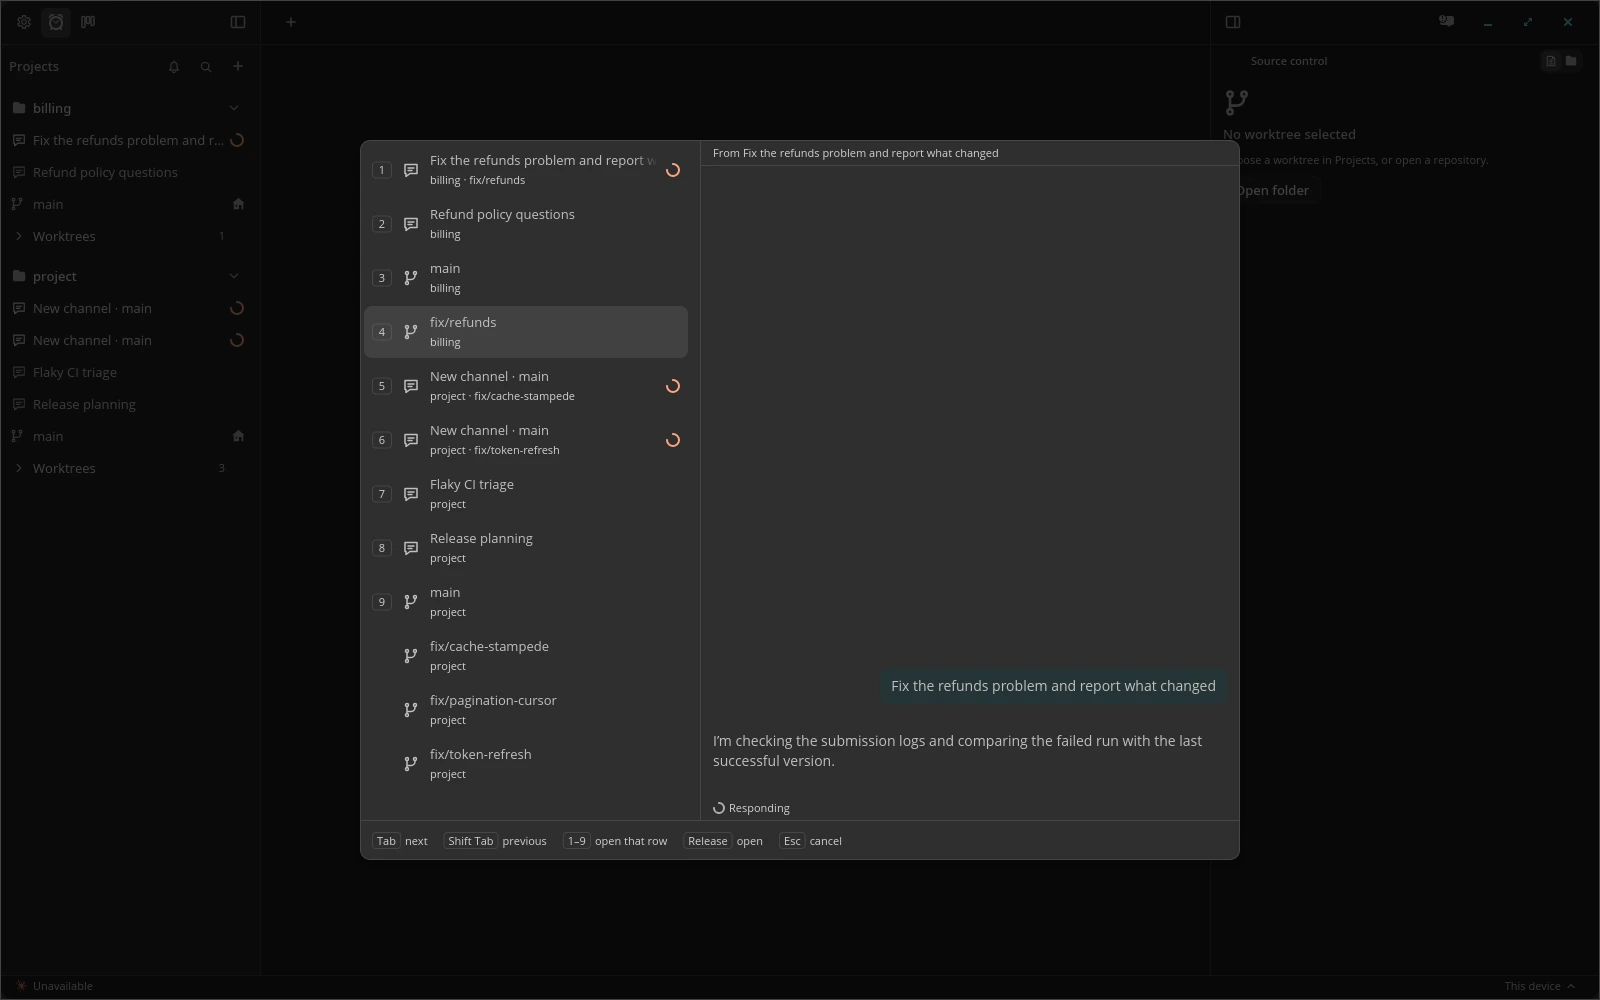 Projects
billing
Fix the refunds problem and r...
Refund policy questions
main
Worktrees 1
project
New channel · main
New channel · main
Flaky CI triage
Release planning
main
Worktrees 3
1 Fix the refunds problem and report
billing · fix/refunds
2 Refund policy questions
billing
3 main
billing
4 fix/refunds
billing
5 New channel · main
project · fix/cache-stampede
6 New channel · main
project · fix/token-refresh
7 Flaky CI triage
project
8 Release planning
project
9 main
project
fix/cache-stampede
project
fix/pagination-cursor
project
fix/token-refresh
project
From Fix the refunds problem and report what changed
Fix the refunds problem and report what changed
I'm checking the submission logs and comparing the failed run with the last
successful version.
Responding
Tab next Shift Tab previous 1–9 open that row Release open Esc cancel
Source control
No worktree selected
a worktree in Projects, or open a repository.
Open folder
Unavailable
This device